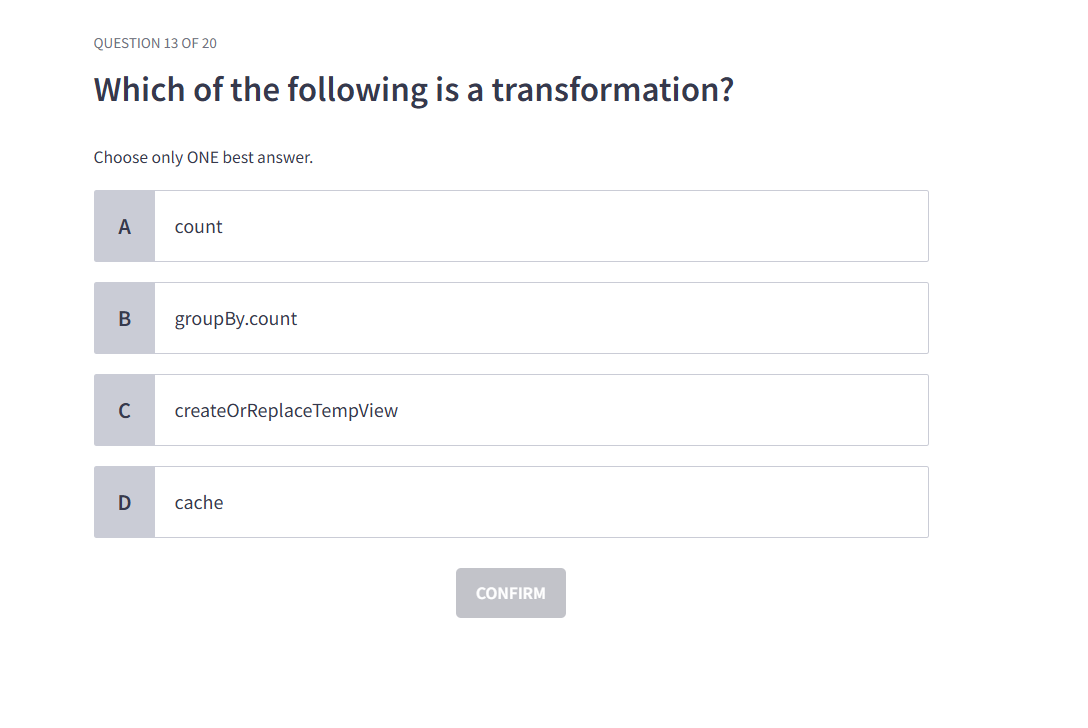 QUESTION 13 OF 20
Which of the following is a transformation?
Choose only ONE best answer.
A count
B groupBy.count
C createOrReplaceTempView
D cache
CONFIRM